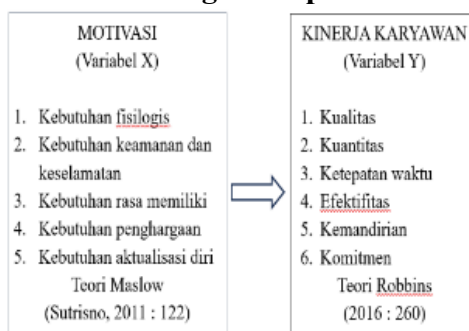 MOTIVASI
(Variabel X)
1. Kebutuhan fisilogis
2. Kebutuhan keamanan dan
keselamatan
3. Kebutuhan rasa memiliki
4. Kebutuhan penghargaan
5. Kebutuhan aktualisasi diri
Teori Maslow
(Sutrisno, 2011 : 122)
KINERJA KARYAWAN
(Variabel Y)
1. Kualitas
2. Kuantitas
3. Ketepatan waktu
4. Efektifitas
5. Kemandirian
6. Komitmen
Teori Robbins
(2016 : 260)